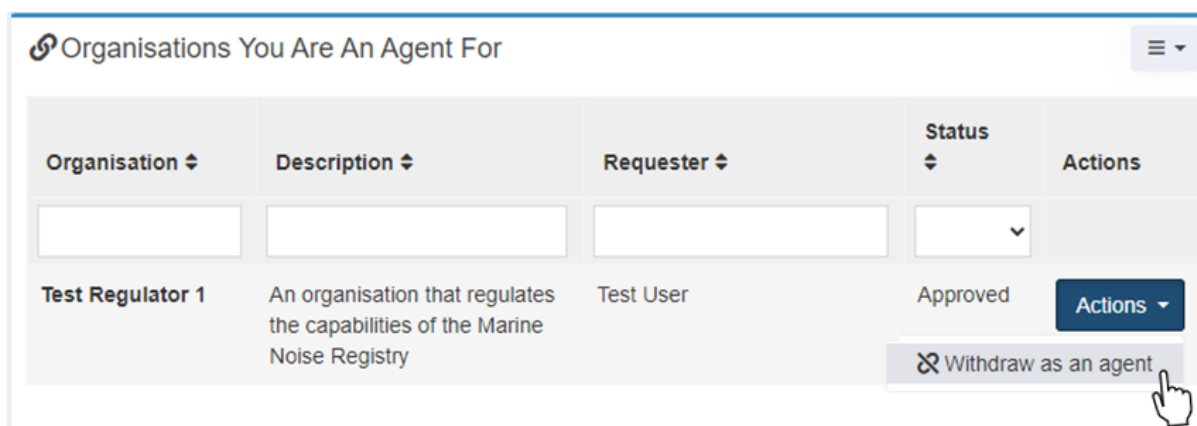 Organisations You Are An Agent For
Status
Organisation Description Requester Actions
Test Regulator 1 An organisation that regulates Test User Approved Actions
the capabilities of the Marine
Noise Registry
Withdraw as an agent